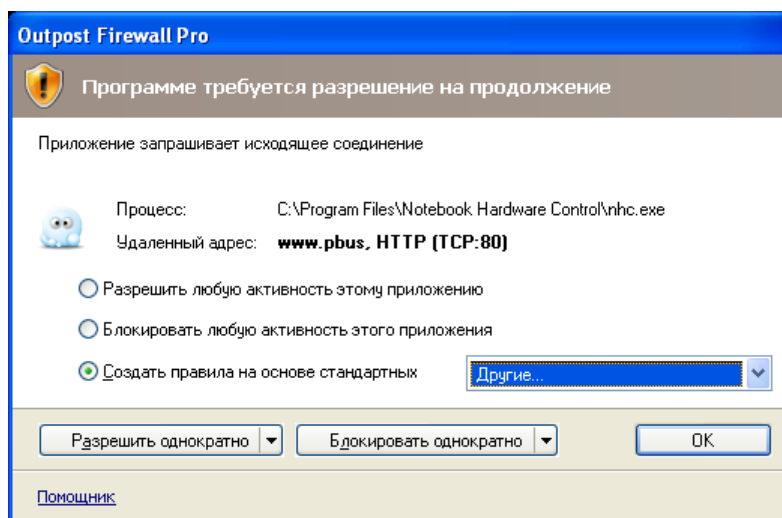 Outpost Firewall Pro
Программе требуется разрешение на продолжение
Приложение запрашивает исходящее соединение
Процесс: C:\Program Files\Notebook Hardware Control\nhc.exe
Удаленный адрес: www.pbus, HTTP (TCP:80)
Разрешить любую активность этому приложению
Блокировать любую активность этого приложения
Создать правила на основе стандартных Другие...
Разрешить однократно Блокировать однократно OK
Помощник